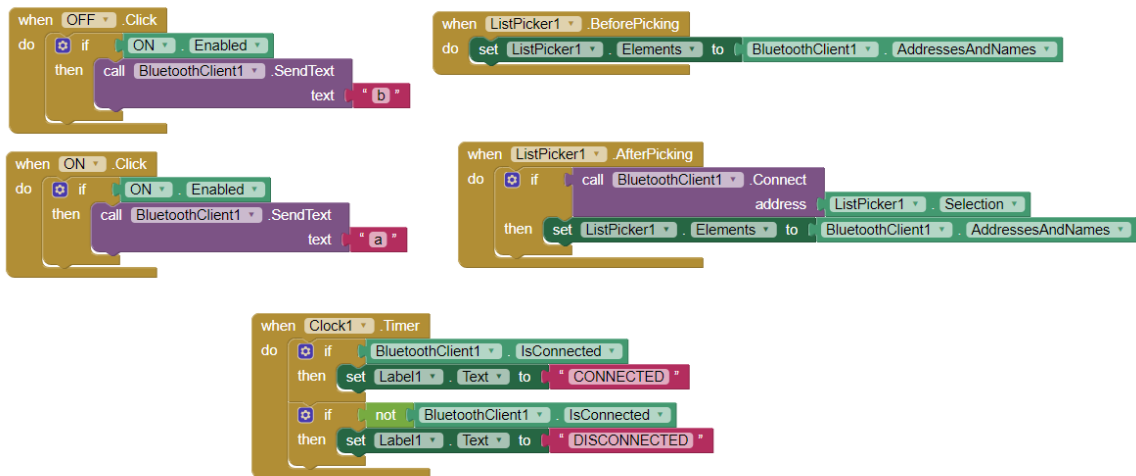 when OFF .Click
do if ON . Enabled
then call BluetoothClient1 .SendText
text " b "
when ListPicker1 .BeforePicking
do set ListPicker1 . Elements to BluetoothClient1 . AddressesAndNames
when ON .Click
do if ON . Enabled
then call BluetoothClient1 .SendText
text " a "
when ListPicker1 .AfterPicking
do if call BluetoothClient1 .Connect
address ListPicker1 . Selection
then set ListPicker1 . Elements to BluetoothClient1 . AddressesAndNames
when Clock1 .Timer
do if BluetoothClient1 . IsConnected
then set Label1 . Text to " CONNECTED "
if not BluetoothClient1 . IsConnected
then set Label1 . Text to " DISCONNECTED "